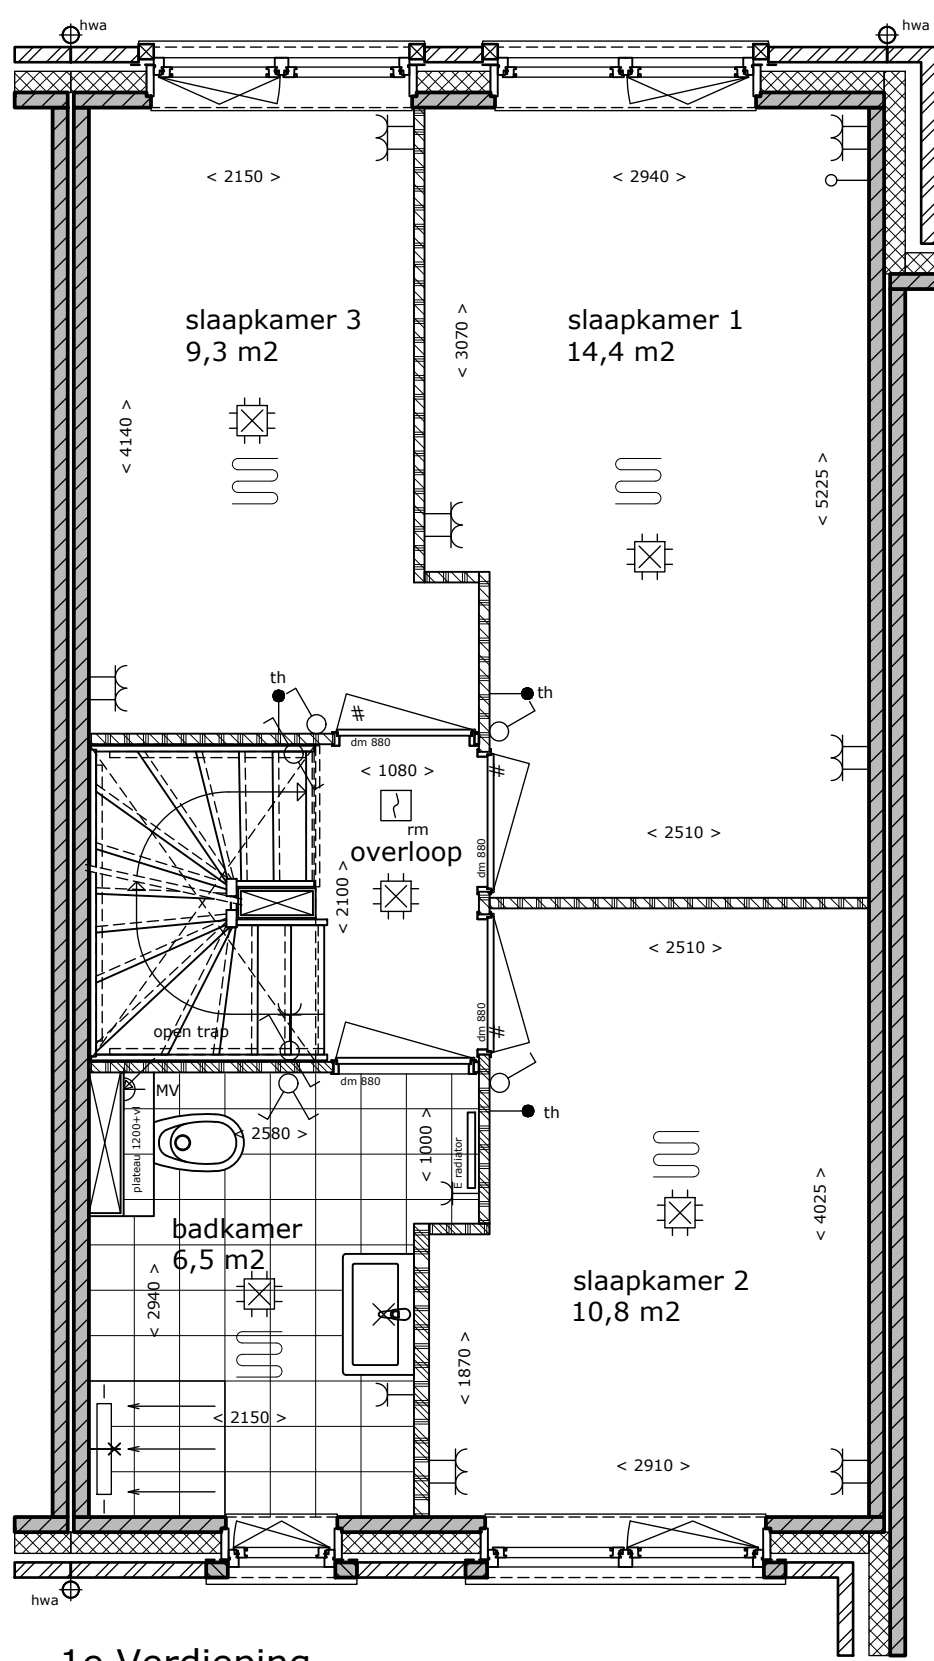 hwa
hwa
< 2150 >
< 2940 >
slaapkamer 3
9,3 m2
slaapkamer 1
14,4 m2
< 3070 >
< 4140 >
< 5225 >
th
th
#
dm 880
< 1080 >
#
rm
overloop
dm 880
< 2510 >
< 2100 >
< 2510 >
dm 880
#
open trap
dm 880
MV
plateau 1200+vl
< 2580 >
< 1000 >
E radiator
th
badkamer
6,5 m2
< 4025 >
< 2940 >
slaapkamer 2
10,8 m2
< 1870 >
< 2150 >
< 2910 >
hwa
1e Verdieping